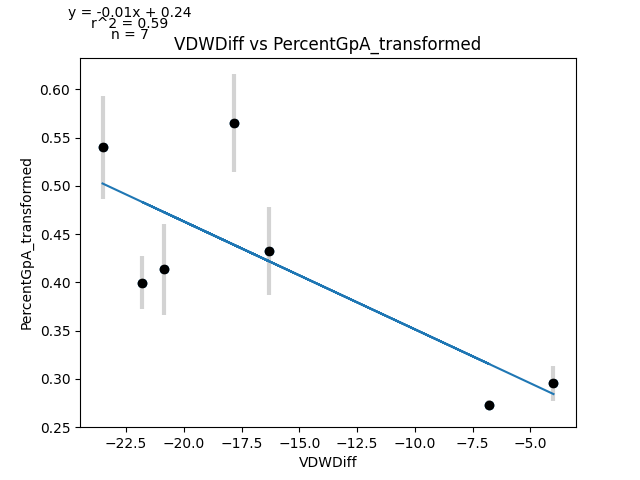 y = -0.01x + 0.24
r^2 = 0.59
n = 7
VDWDiff vs PercentGpA_transformed
0.60
0.55
0.50
0.45
0.40
0.35
0.30
0.25
PercentGpA_transformed
−22.5 −20.0 −17.5 −15.0 −12.5 −10.0 −7.5 −5.0
VDWDiff